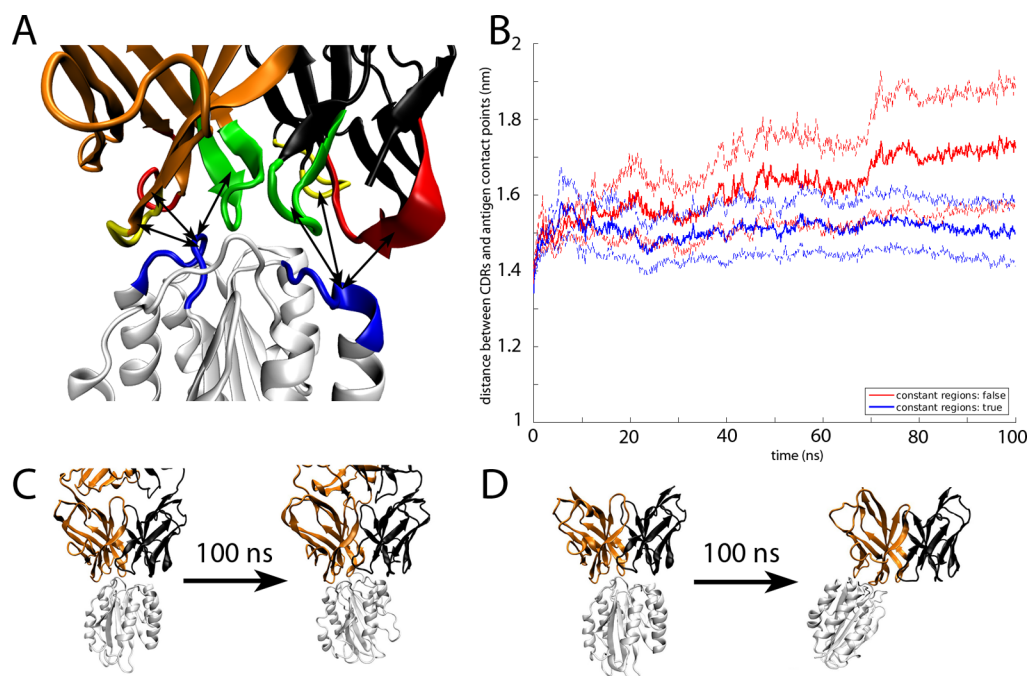 A
B
2
1.8
1.6
1.4
1.2
1
distance between CDRs and antigen contact points (nm)
constant regions: false
constant regions: true
0
20
40
60
80
100
time (ns)
C
100 ns
D
100 ns